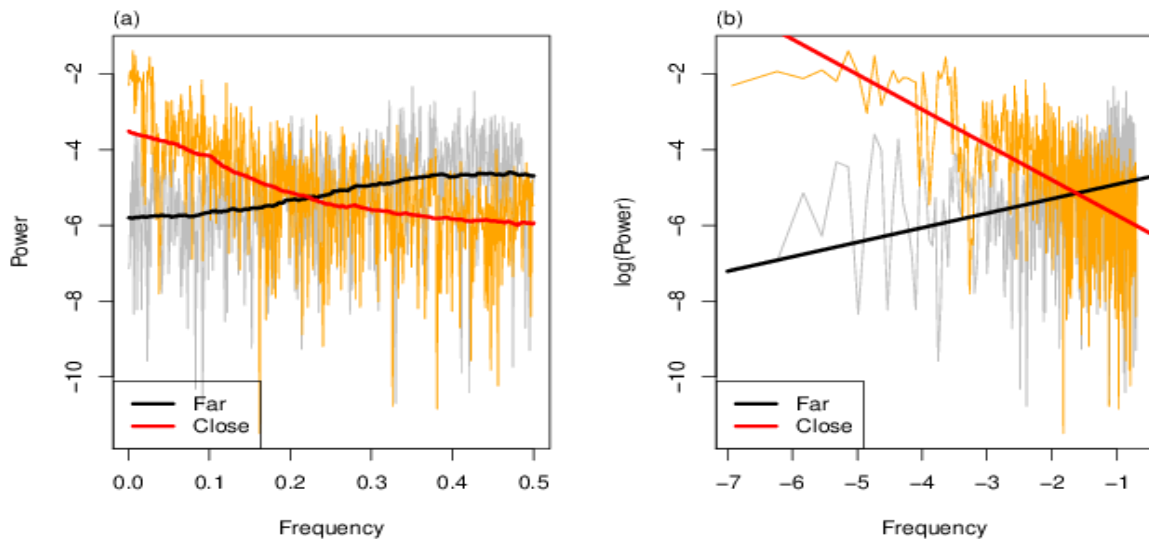 (a)
Power
-2
-4
-6
-8
-10
Far
Close
0.0 0.1 0.2 0.3 0.4 0.5
Frequency
(b)
log(Power)
-2
-4
-6
-8
-10
Far
Close
-7 -6 -5 -4 -3 -2 -1
Frequency